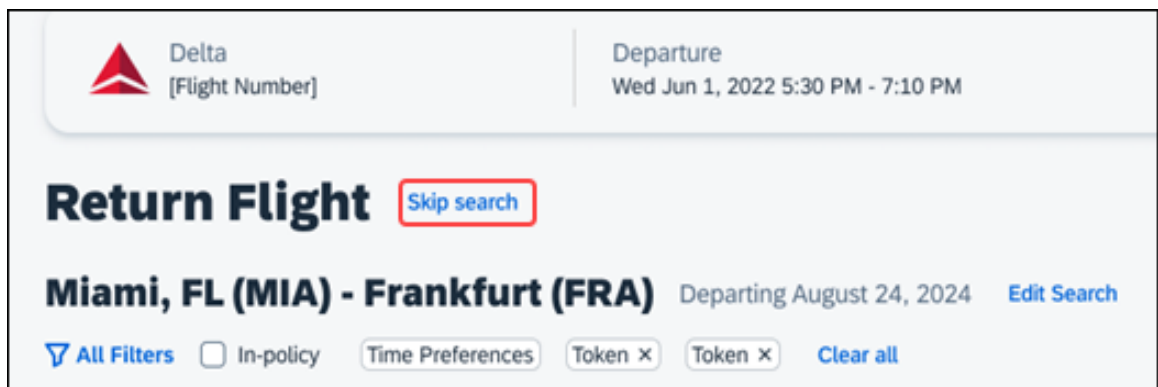 Delta
[Flight Number]
Departure
Wed Jun 1, 2022 5:30 PM - 7:10 PM
Return Flight Skip search
Miami, FL (MIA) - Frankfurt (FRA) Departing August 24, 2024 Edit Search
All Filters In-policy Time Preferences Token × Token × Clear all